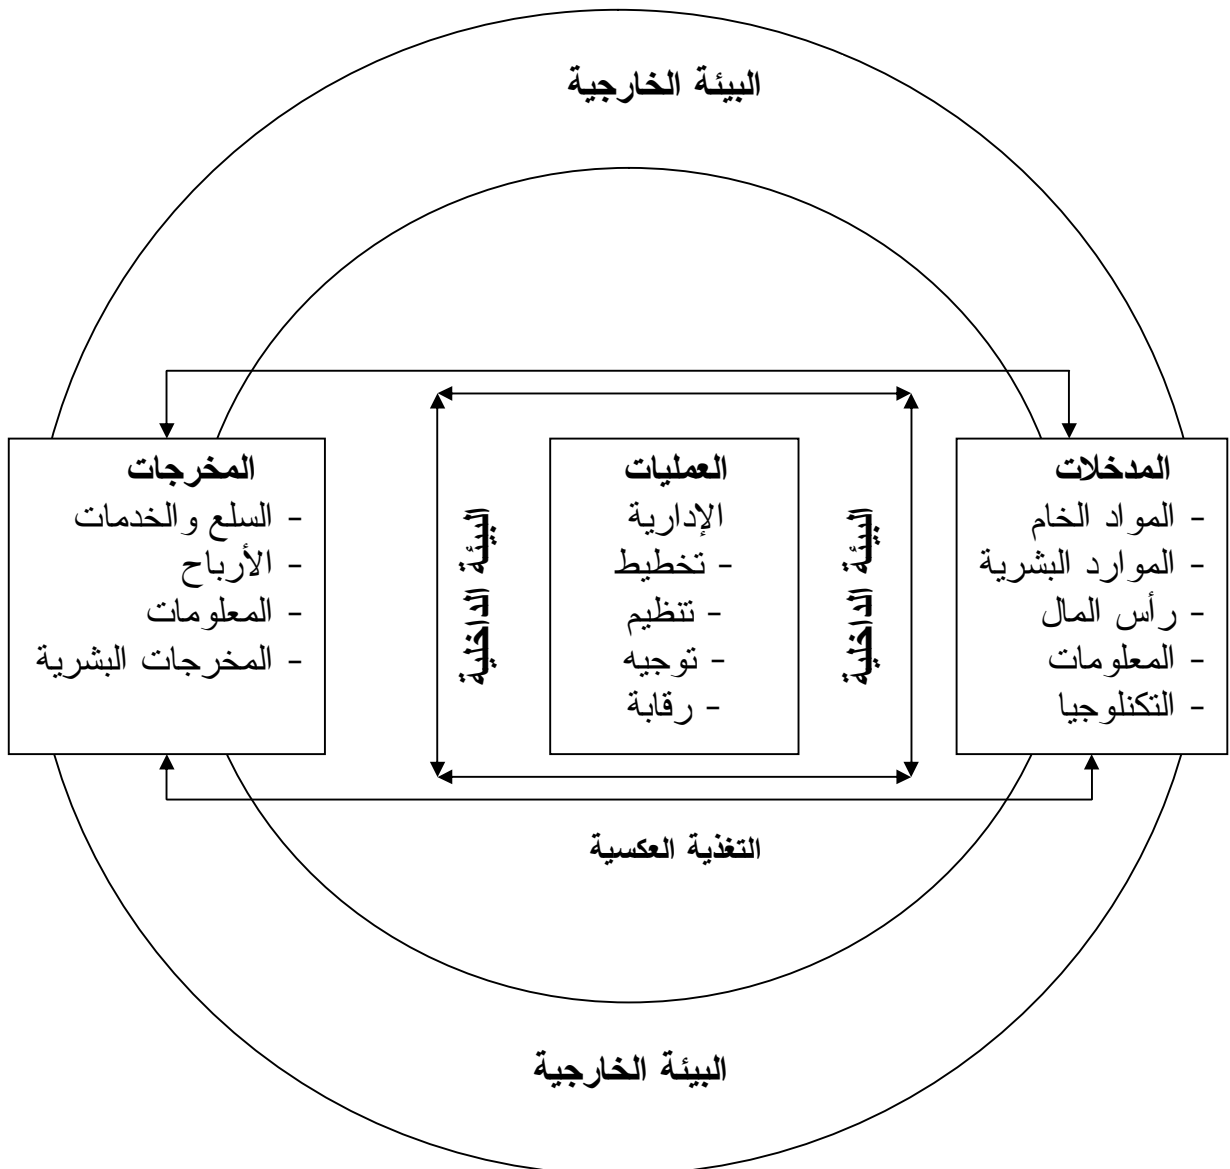 البيئة الخارجية
المدخلات
- المواد الخام
- الموارد البشرية
- رأس المال
- المعلومات
- التكنلوجيا
البيئة الداخلية
العمليات
الإدارية
- تخطيط
- تنظيم
- توجيه
- رقابة
البيئة الداخلية
المخرجات
- السلع والخدمات
- الأرباح
- المعلومات
- المخرجات البشرية
التغذية العكسية
البيئة الخارجية